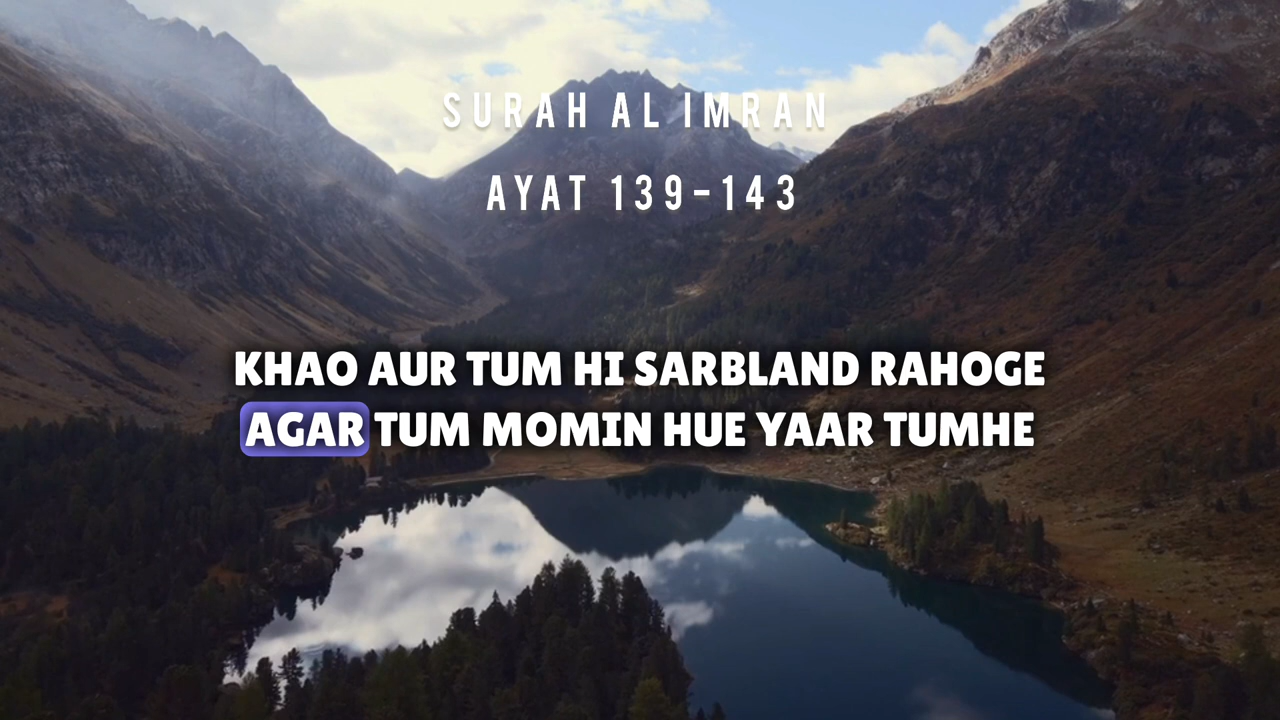 SURAH AL IMRAN
AYAT 139-143
KHAO AUR TUM HI SARBLAND RAHOGE
AGAR TUM MOMIN HUE YAAR TUMHE